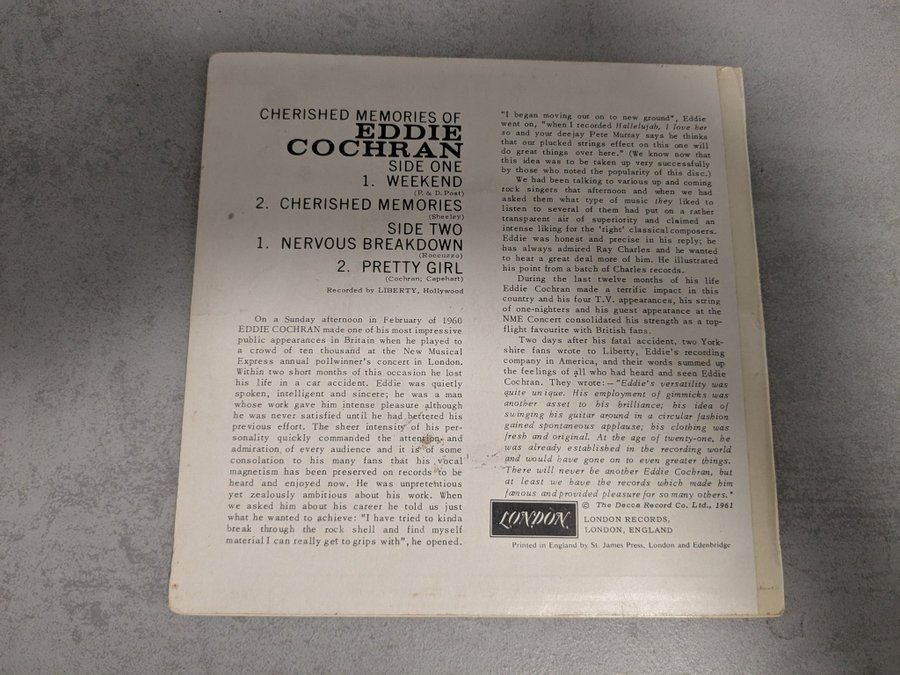 CHERISHED MEMORIES OF
EDDIE
COCHRAN
SIDE ONE
1. WEEKEND
(P. & D. Post)
2. CHERISHED MEMORIES
(Sheeley)
SIDE TWO
1. NERVOUS BREAKDOWN
(Roccuzzo)
2. PRETTY GIRL
(Cochran; Capehart)
Recorded by LIBERTY, Hollywood
On a Sunday afternoon in February of 1960
EDDIE COCHRAN made one of his most impressive
public appearances in Britain when he played to
a crowd of ten thousand at the New Musical
Express annual pollwinner's concert in London.
Within two short months of this occasion he lost
his life in a car accident. Eddie was quietly
spoken, intelligent and sincere; he was a man
whose work gave him intense pleasure although
he was never satisfied until he had bettered his
previous effort. The sheer intensity of his per-
sonality quickly commanded the attention and
admiration of every audience and it is of some
consolation to his many fans that his vocal
magnetism has been preserved on records to be
heard and enjoyed now. He was unpretentious
yet zealously ambitious about his work. When
we asked him about his career he told us just
what he wanted to achieve: "I have tried to kinda
break through the rock shell and find myself
material I can really get to grips with", he opened.
"I began moving out on to new ground", Eddie
went on, "when I recorded Hallelujah, I love her
so and your deejay Pete Murray says he thinks
that our plucked strings effect on this one will
do great things over here." (We know now that
this idea was to be taken up very successfully
by those who noted the popularity of this disc.)
We had been talking to various up and coming
rock singers that afternoon and when we had
asked them what type of music they liked to
listen to several of them had put on a rather
transparent air of superiority and claimed an
intense liking for the 'right' classical composers.
Eddie was honest and precise in his reply; he
has always admired Ray Charles and he wanted
to hear a great deal more of him. He illustrated
his point from a batch of Charles records.
During the last twelve months of his life
Eddie Cochran made a terrific impact in this
country and his four T.V. appearances, his string
of one-nighters and his guest appearance at the
NME Concert consolidated his strength as a top-
flight favourite with British fans.
Two days after his fatal accident, two York-
shire fans wrote to Liberty, Eddie's recording
company in America, and their words summed up
the feelings of all who had heard and seen Eddie
Cochran. They wrote:— "Eddie's versatility was
quite unique. His employment of gimmicks was
another asset to his brilliance; his idea of
swinging his guitar around in a circular fashion
gained spontaneous applause; his clothing was
fresh and original. At the age of twenty-one, he
was already established in the recording world
and would have gone on to even greater things.
There will never be another Eddie Cochran, but
at least we have the records which made him
famous and provided pleasure for so many others."
© The Decca Record Co. Ltd., 1961
LONDON
LONDON RECORDS,
LONDON, ENGLAND
Printed in England by St. James Press, London and Edenbridge